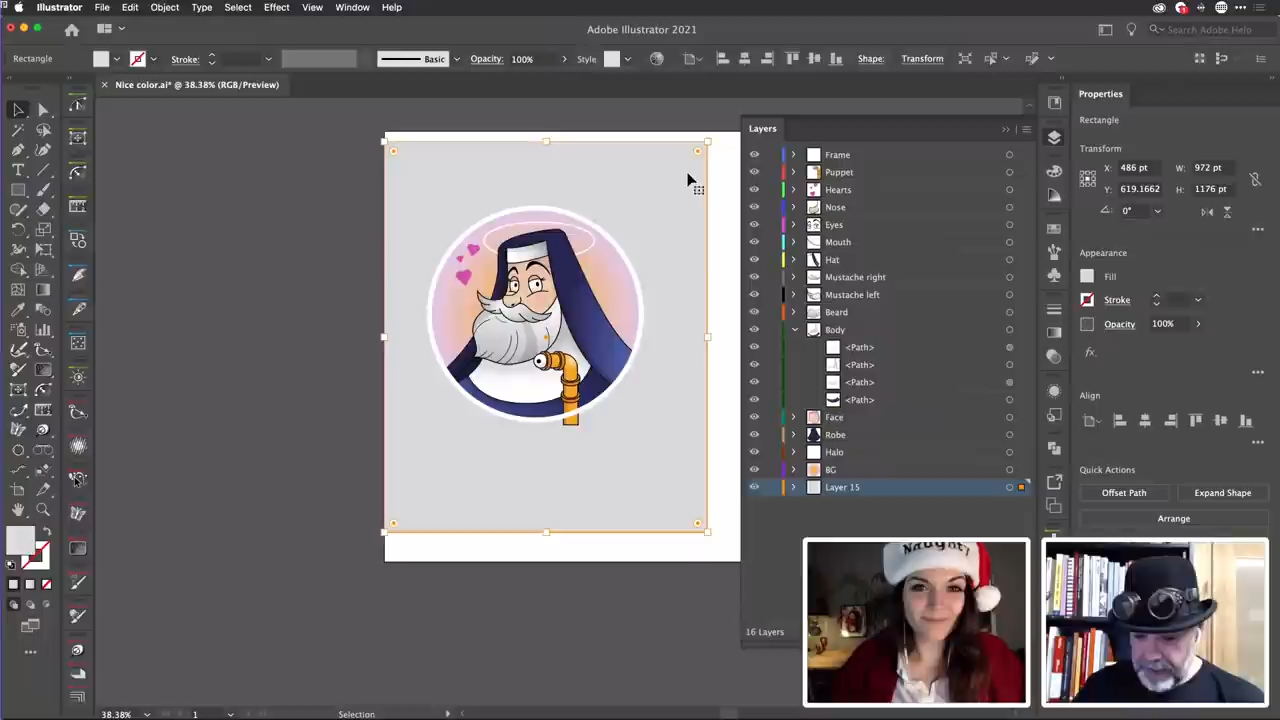 Illustrator File Edit Object Type Select Effect View Window Help
Adobe Illustrator 2021
Search Adobe Help
Rectangle
Stroke:
Basic
Opacity: 100%
Style
Shape:
Transform
Nice color.ai* @ 38.38% (RGB/Preview)
Layers
Frame
Puppet
Hearts
Nose
Eyes
Mouth
Hat
Mustache right
Mustache left
Beard
Body
<Path>
<Path>
<Path>
<Path>
Face
Robe
Halo
BG
Layer 15
16 Layers
Properties
Rectangle
Transform
X: 486 pt W: 972 pt
Y: 619.1662 H: 1176 pt
0°
Appearance
Fill
Stroke
Opacity 100%
fx.
Align
Quick Actions
Offset Path Expand Shape
Arrange
Naughty
38.38% 1 Selection